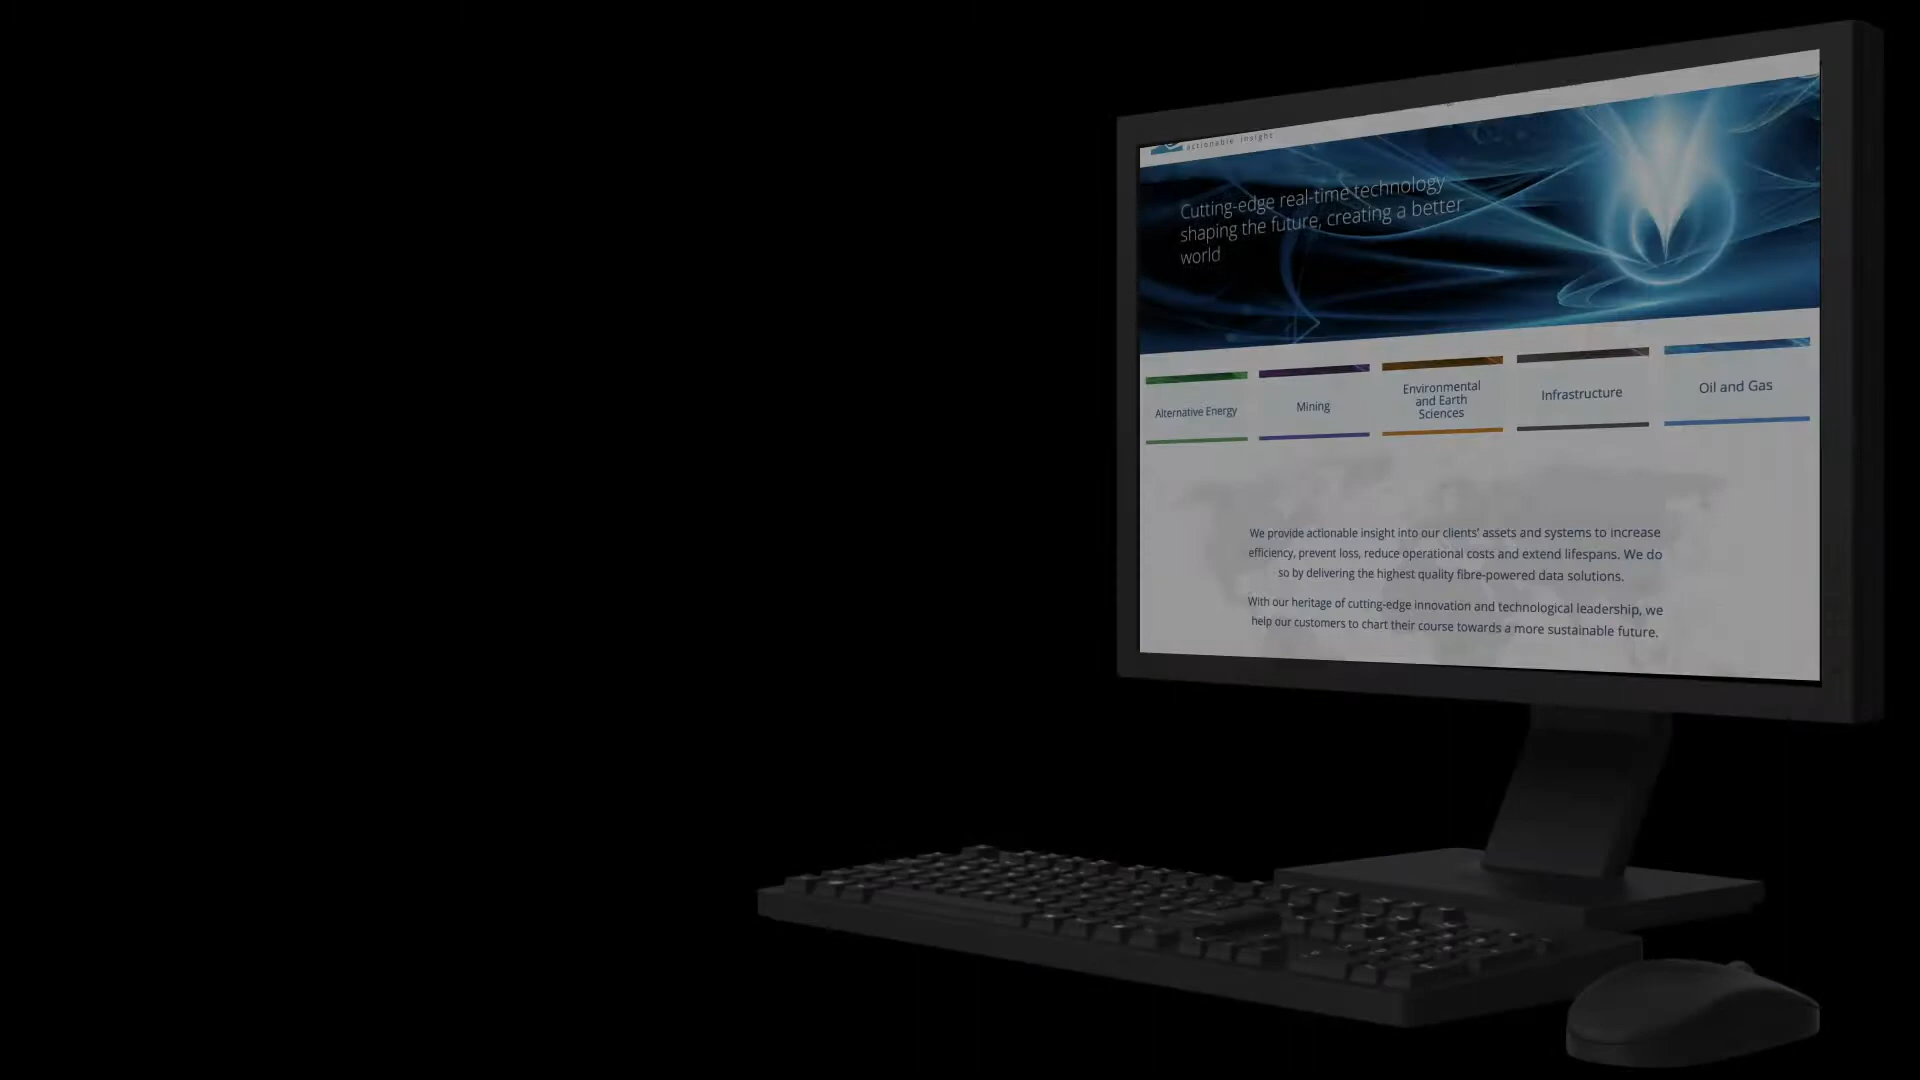 actionable insight
Cutting-edge real-time technology
shaping the future, creating a better
world
Alternative Energy
Mining
Environmental
and Earth
Sciences
Infrastructure
Oil and Gas
We provide actionable insight into our clients' assets and systems to increase
efficiency, prevent loss, reduce operational costs and extend lifespans. We do
so by delivering the highest quality fibre-powered data solutions.
With our heritage of cutting-edge innovation and technological leadership, we
help our customers to chart their course towards a more sustainable future.